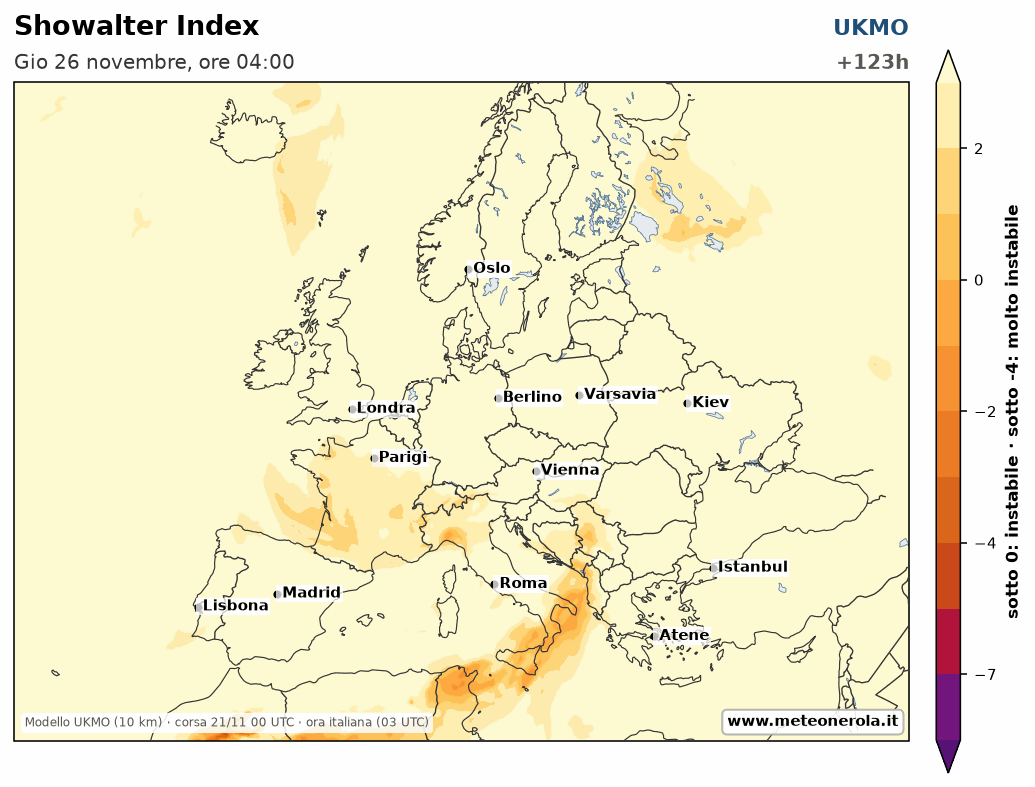 Showalter Index
UKMO
Gio 26 novembre, ore 04:00
+123h
Oslo
Londra
Berlino
Varsavia
Kiev
Parigi
Vienna
Istanbul
Roma
Madrid
Lisbona
Atene
Modello UKMO (10 km) · corsa 21/11 00 UTC · ora italiana (03 UTC)
www.meteonerola.it
2
0
−2
−4
−7
sotto 0: instabile · sotto -4: molto instabile